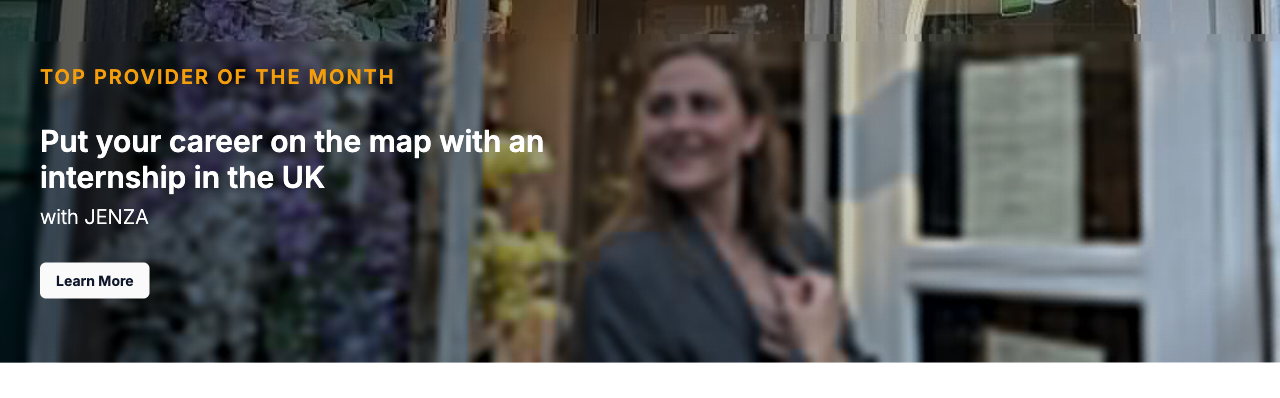 TOP PROVIDER OF THE MONTH
Put your career on the map with an
internship in the UK
with JENZA
Learn More